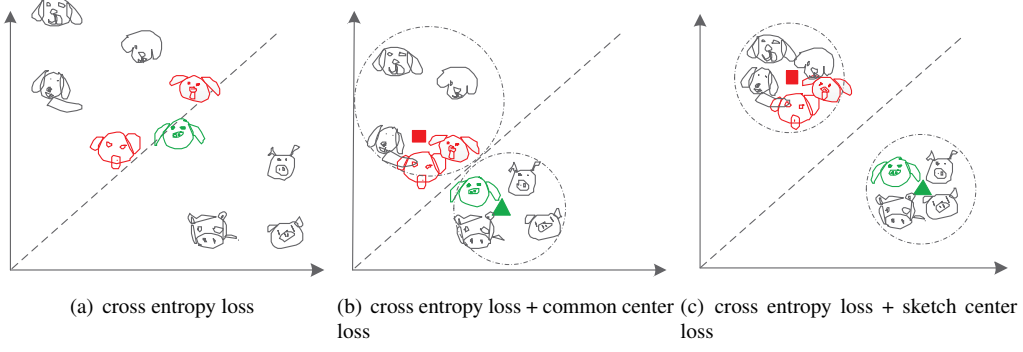 (a) cross entropy loss
(b) cross entropy loss + common center
loss
(c) cross entropy loss + sketch center
loss